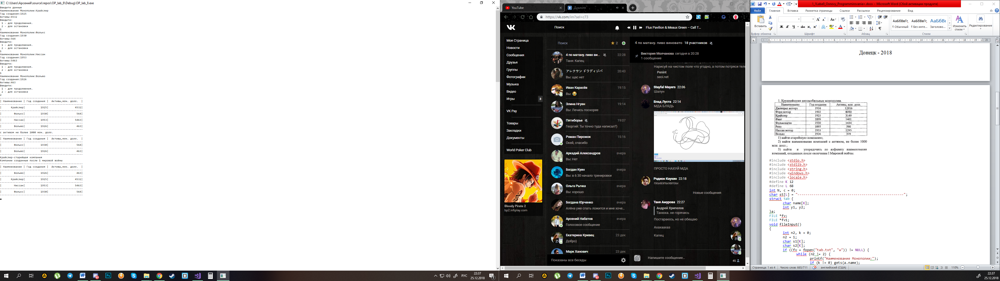 C:\Users\Арсений\source\repos\OP_lab_8\Debug\OP_lab_8.exe
Введите данные
Наименование Монополии:Крайслер
Год создания:1925
Активы:4532
Введите:
1 - для продолжения.
2 - для остановки
1
Наименование Монополии:Фолькс
Год создания:1930
Активы:564
Введите:
1 - для продолжения.
2 - для остановки
1
Наименование Монополии:Ниссан
Год создания:1953
Активы:5463
Введите:
1 - для продолжения.
2 - для остановки
1
Наименование Монополии:Вольво
Год создания:1926
Активы:463
Введите:
1 - для продолжения.
2 - для остановки
2
| Наимнеование | Год создания | Активы,млн. долл. |
| Крайслер| 1925| 4532|
| Фолькс| 1930| 564|
| Ниссан| 1953| 5463|
| Вольво| 1926| 463|
с активом не более 1000 млн. долл.
| Наимнеование | Год создания | Активы,млн. долл. |
| Фолькс| 1930| 564|
| Вольво| 1926| 463|
Крайслер-старейшая компания
Компании созданные после 1 мировой войны
| Наимнеование | Год создания | Активы,млн. долл. |
| Вольво| 1926| 463|
| Крайслер| 1925| 4532|
| Ниссан| 1953| 5463|
| Фолькс| 1930| 564|
РУС
22:37
25.12.2018
YouTube
Диалоги
https://vk.com/im?sel=c73
Поиск
Flux Pavilion & Meaux Green – Call T...
Моя Страница
Новости
Сообщения
Друзья
Группы
Фотографии
Музыка
Видео
Игры 3
VK Pay
Товары
Закладки
Документы
World Poker Club
Bloody Pirate 2
bp2.infiplay.com
Поиск
2
4 по матану. пиво ви... 22:28
Таня: Капец
アレクサン ドラディジパ 20:43
Вы: щас нет
Иван Карасёв 19:15
Вы: 😂
Элина Нгуен 19:14
Вы: Лечись поскорее
Пятиборье 19:07
Георгий: Ты точно туда написал?)
Роман Пирожок 15:16
Окей, спасибо
Аркадий Александров вчера
Вы: Нет
Богдан Куин вчера
Вы: в 6 30 начало тренировки
Ольга Рычка вчера
Вы: хорошо
Богдана Юрченко вчера
Алёна уже спать ложится и мне хоче...
Арсений Набатов вчера
Голосовое сообщение
Екатерина Кривец 23 дек
Добро)
Марк Ханович 23 дек
Показаны все беседы
4 по матану. пиво виновато 18 участников
Виктория Молчанова сегодня в 20:28
1 сообщение
Нарисуй на чистом поле что угодно, а потом потряси теле
Penint
seoi.net
Stayfal Mayers 22:06
Шалун
Влад Луста 22:14
МДА БЛЯДЬ
ПРОСТО НАХУЙ МДА
Родион Каукин 22:18
пхывзпыхвпзы
Новые сообщения
Таня Амурова 22:27
Андрей Хрипелов
Танюха. не горячись
Постараюсь, но не обещаю
Ахахаахаз
Капец
Напишите сообщение...
45
1_1Laba9_Osnovy_Programmirovania+.docx - Microsoft Word (Сбой активации продукта)
Файл Главная Вставка Разметка страницы Ссылки Рассылки Рецензирование Вид
Вставить
Буфер обмена
Ж К Ч
Шрифт
Абзац
АаБбВвГг, АаБбВвГг, АаБбВі
¶ Обычный ¶ Без инте... Заголово...
Изменить стили
Стили
Редактирование
Донецк - 2018
1. Крупнейшие автомобильные монополии.
Наименование Год создания Активы, млн. долл.
Дженерал моторз 1916 12916
Форд мотор 1902 8090
Крайслер 1925 3149
Фиат 1899 1401
Фольксваген 1930 1434
Рено 1895 590
Ниссан мотор 1953 1295
Вольво 1926 379
1) найти старейшую компанию;
2) найти наименование компаний с активом, не более 1000
млн. долл.;
3) найти и упорядочить по алфавиту наименования
компаний, созданных после окончания I Мировой войны.
#include <stdio.h>
#include <stdlib.h>
#include <string.h>
#include <windows.h>
#include <locale.h>
#define K 12
#define L 68
int N, c = 0;
char st[L] = "-----------------------------------------------";
struct tab {
char name[K];
int y1, y2;
}a;
FILE *fv;
FILE *fv1;
void fileInput()
{
int n2, k = 0;
n2 = 1;
char s1[K];
char s2[K];
if ((fv = fopen("tab.txt", "w")) != NULL) {
while (n2 != 2) {
printf("Наименование Монополии:");
if (k != 0) gets(a.name);
Страница: 1 из 4 Число слов: 665/711 английский (США) 110%
22:37
25.12.2018